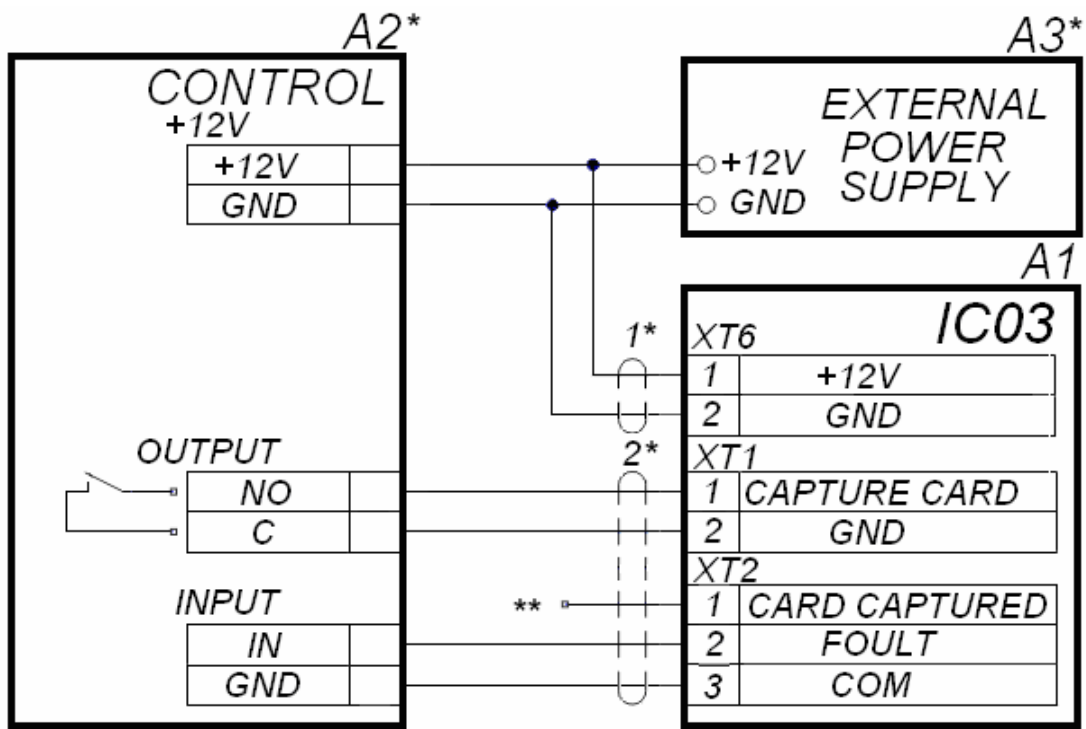 A2*
CONTROL
+12V
+12V
GND
OUTPUT
NO
C
INPUT
IN
GND
A3*
EXTERNAL
POWER
SUPPLY
+12V
GND
A1
IC03
1*
XT6
1 +12V
2 GND
2*
XT1
1 CAPTURE CARD
2 GND
XT2
**
1 CARD CAPTURED
2 FOULT
3 COM